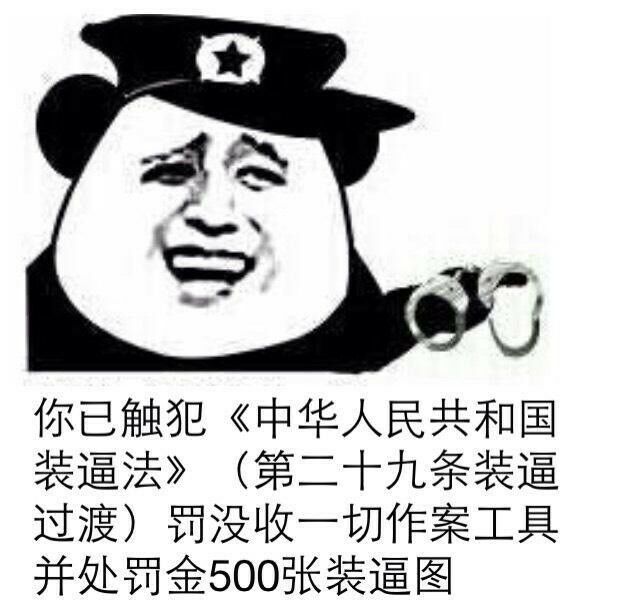 你已触犯《中华人民共和国
装逼法》（第二十九条装逼
过渡）罚没收一切作案工具
并处罚金500张装逼图